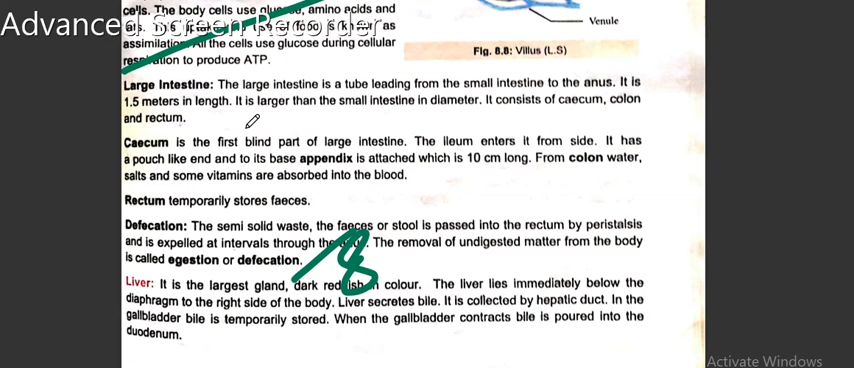 cells. The body cells use glucose, amino acids and
Venule
Advanced Screen Recorder
as
assimilation. All the cells use glucose during cellular
Fig. 8.8: Villus (L.S)
respiration to produce ATP.
Large Intestine: The large intestine is a tube leading from the small intestine to the anus. It is
1.5 meters in length. It is larger than the small intestine in diameter. It consists of caecum, colon
and rectum.
Caecum is the first blind part of large intestine. The ileum enters it from side. It has
a pouch like end and to its base appendix is attached which is 10 cm long. From colon water,
salts and some vitamins are absorbed into the blood.
Rectum temporarily stores faeces.
Defecation: The semi solid waste, the faeces or stool is passed into the rectum by peristalsis
and is expelled at intervals through the. The removal of undigested matter from the body
is called egestion or defecation.
Liver: It is the largest gland, dark reddish in colour. The liver lies immediately below the
diaphragm to the right side of the body. Liver secretes bile. It is collected by hepatic duct. In the
gallbladder bile is temporarily stored. When the gallbladder contracts bile is poured into the
duodenum.
Activate Windows